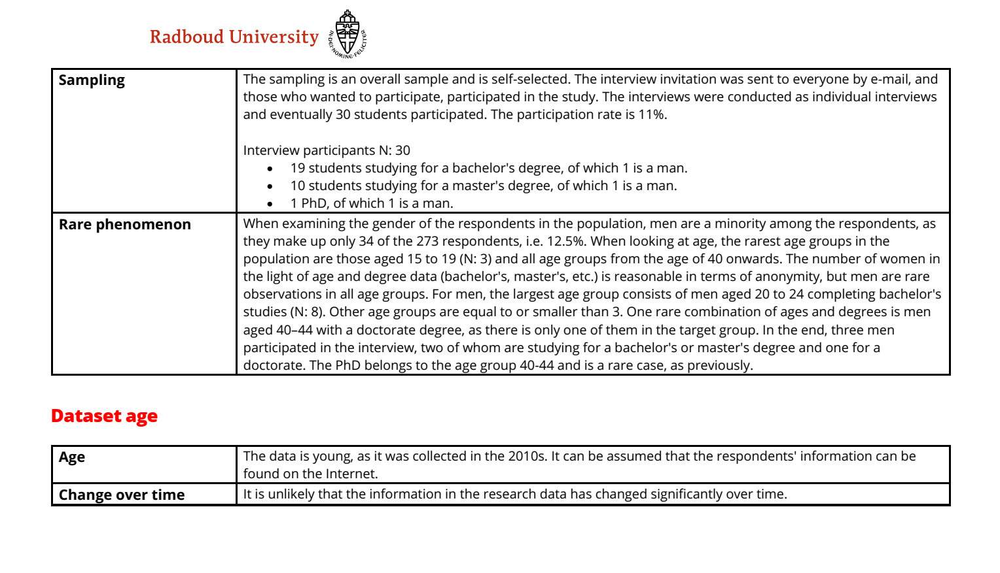 Radboud University
IN·DEI·NOMINE·FELICITER
Sampling
The sampling is an overall sample and is self-selected. The interview invitation was sent to everyone by e-mail, and
those who wanted to participate, participated in the study. The interviews were conducted as individual interviews
and eventually 30 students participated. The participation rate is 11%.
Interview participants N: 30
• 19 students studying for a bachelor's degree, of which 1 is a man.
• 10 students studying for a master's degree, of which 1 is a man.
• 1 PhD, of which 1 is a man.
Rare phenomenon
When examining the gender of the respondents in the population, men are a minority among the respondents, as
they make up only 34 of the 273 respondents, i.e. 12.5%. When looking at age, the rarest age groups in the
population are those aged 15 to 19 (N: 3) and all age groups from the age of 40 onwards. The number of women in
the light of age and degree data (bachelor's, master's, etc.) is reasonable in terms of anonymity, but men are rare
observations in all age groups. For men, the largest age group consists of men aged 20 to 24 completing bachelor's
studies (N: 8). Other age groups are equal to or smaller than 3. One rare combination of ages and degrees is men
aged 40–44 with a doctorate degree, as there is only one of them in the target group. In the end, three men
participated in the interview, two of whom are studying for a bachelor's or master's degree and one for a
doctorate. The PhD belongs to the age group 40-44 and is a rare case, as previously.
Dataset age
Age
The data is young, as it was collected in the 2010s. It can be assumed that the respondents' information can be
found on the Internet.
Change over time
It is unlikely that the information in the research data has changed significantly over time.